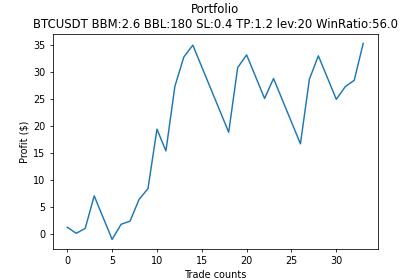 Portfolio
BTCUSDT BBM:2.6 BBL:180 SL:0.4 TP:1.2 lev:20 WinRatio:56.0
35
30
25
20
15
10
5
0
Profit ($)
0 5 10 15 20 25 30
Trade counts